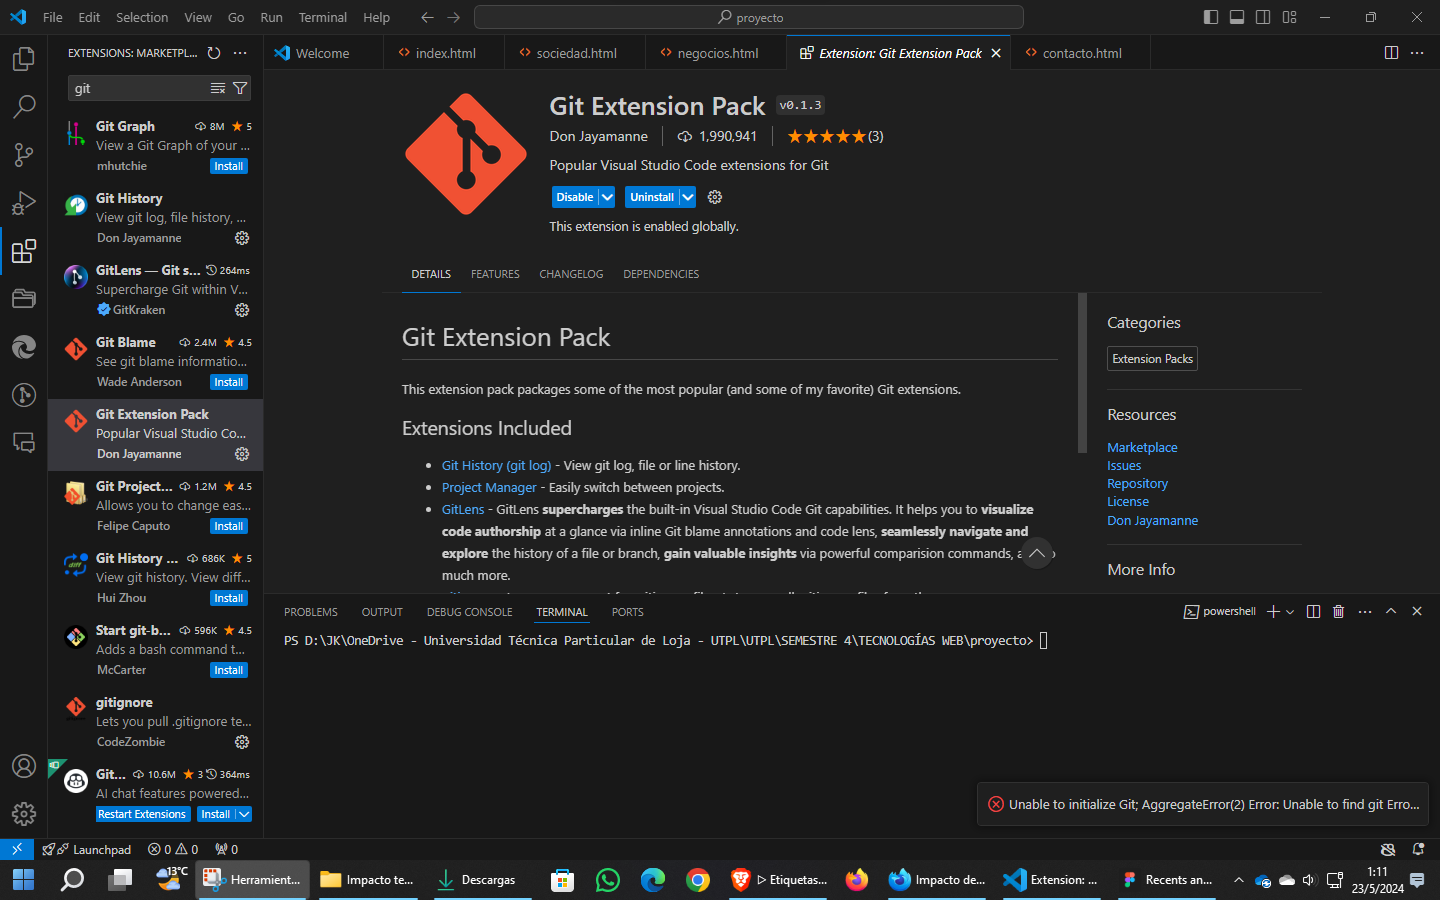 File Edit Selection View Go Run Terminal Help
proyecto
EXTENSIONS: MARKETPL...
git
Git Graph 8M 5
View a Git Graph of your ...
mhutchie Install
Git History
View git log, file history, ...
Don Jayamanne
GitLens — Git s... 264ms
Supercharge Git within V...
GitKraken
Git Blame 2.4M 4.5
See git blame informatio...
Wade Anderson Install
Git Extension Pack
Popular Visual Studio Co...
Don Jayamanne
Git Project... 1.2M 4.5
Allows you to change eas...
Felipe Caputo Install
Git History ... 686K 5
View git history. View diff...
Hui Zhou Install
Start git-b... 596K 4.5
Adds a bash command t...
McCarter Install
gitignore
Lets you pull .gitignore te...
CodeZombie
Git... 10.6M 3 364ms
AI chat features powered...
Restart Extensions Install
Welcome index.html sociedad.html negocios.html Extension: Git Extension Pack contacto.html
Git Extension Pack v0.1.3
Don Jayamanne 1,990,941 (3)
Popular Visual Studio Code extensions for Git
Disable Uninstall
This extension is enabled globally.
DETAILS FEATURES CHANGELOG DEPENDENCIES
Git Extension Pack
This extension pack packages some of the most popular (and some of my favorite) Git extensions.
Extensions Included
Git History (git log) - View git log, file or line history.
Project Manager - Easily switch between projects.
GitLens - GitLens supercharges the built-in Visual Studio Code Git capabilities. It helps you to visualize
code authorship at a glance via inline Git blame annotations and code lens, seamlessly navigate and
explore the history of a file or branch, gain valuable insights via powerful comparision commands,
much more.
Categories
Extension Packs
Resources
Marketplace
Issues
Repository
License
Don Jayamanne
More Info
PROBLEMS OUTPUT DEBUG CONSOLE TERMINAL PORTS
powershell
PS D:\JK\OneDrive - Universidad Técnica Particular de Loja - UTPL\UTPL\SEMESTRE 4\TECNOLOGÍAS WEB\proyecto>
Unable to initialize Git; AggregateError(2) Error: Unable to find git Erro...
Launchpad 0 0 0
13°C
Herramient... Impacto te... Descargas Etiquetas... Impacto de... Extension: ... Recents an...
1:11
23/5/2024